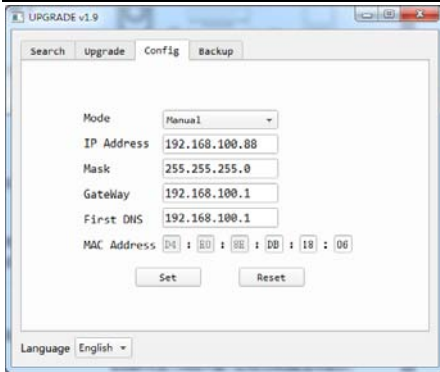 UPGRADE v1.9
Search Upgrade Config Backup
Mode Manual
IP Address 192.168.100.88
Mask 255.255.255.0
GateWay 192.168.100.1
First DNS 192.168.100.1
MAC Address D4 : E0 : 8E : DB : 18 : 06
Set Reset
Language English